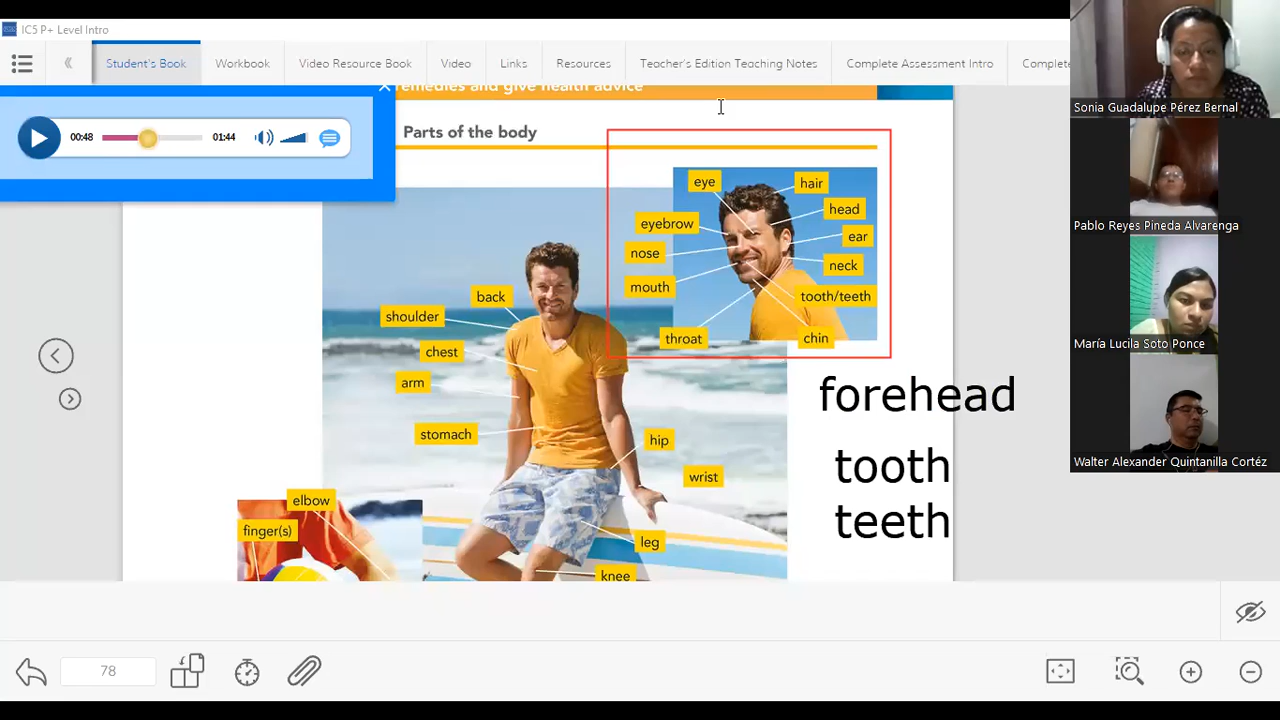 IC5 P+ Level Intro
Student's Book
Workbook
Video Resource Book
Video
Links
Resources
Teacher's Edition Teaching Notes
Complete Assessment Intro
Complete
remedies and give health advice
00:48
01:44
Parts of the body
eye
hair
head
eyebrow
ear
nose
neck
mouth
tooth/teeth
throat
chin
back
shoulder
chest
arm
stomach
hip
wrist
elbow
finger(s)
leg
knee
forehead
tooth
teeth
78
Sonia Guadalupe Pérez Bernal
Pablo Reyes Pineda Alvarenga
María Lucila Soto Ponce
Walter Alexander Quintanilla Cortéz